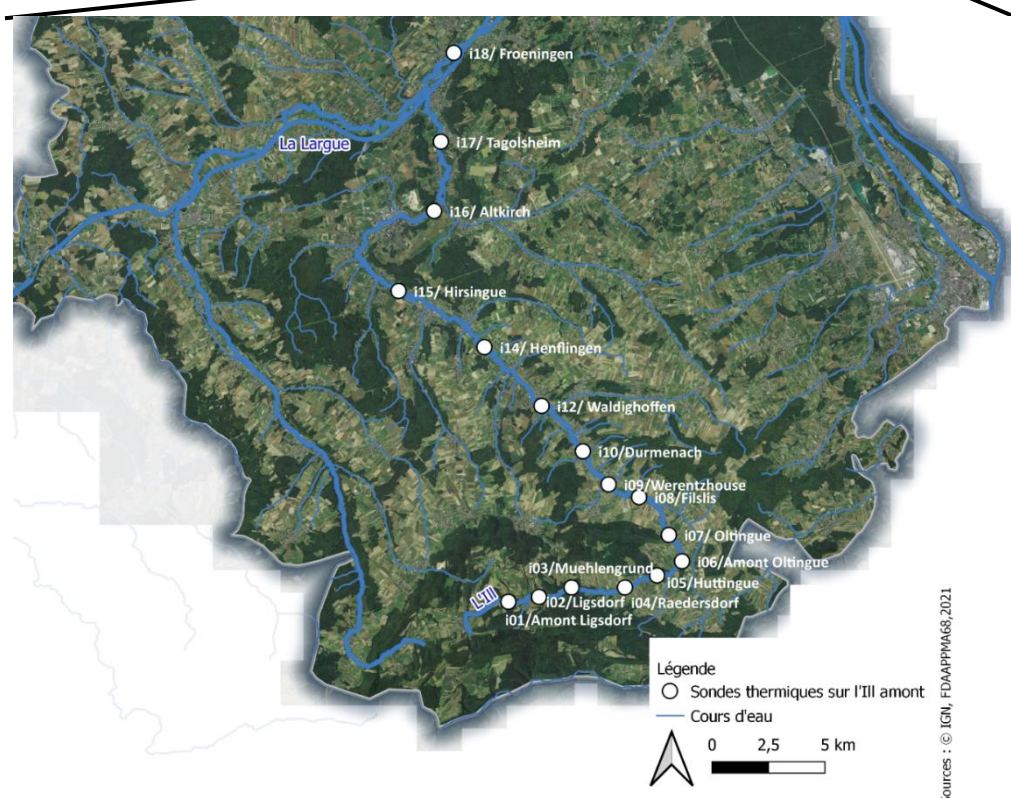 i18/ Froeningen
La Largue
i17/ Tagolsheim
i16/ Altkirch
i15/ Hirsingue
i14/ Henflingen
i12/ Waldighoffen
i10/Durmenach
i09/Werentzhouse
i08/Filslis
i07/ Oltingue
i06/Amont Oltingue
i03/Muehlengrund
i05/Huttingue
L'Ill
i02/Ligsdorf
i04/Raedersdorf
i01/Amont Ligsdorf
Légende
Sondes thermiques sur l'Ill amont
Cours d'eau
0 2,5 5 km
Sources : © IGN, FDAAPPMA68,2021